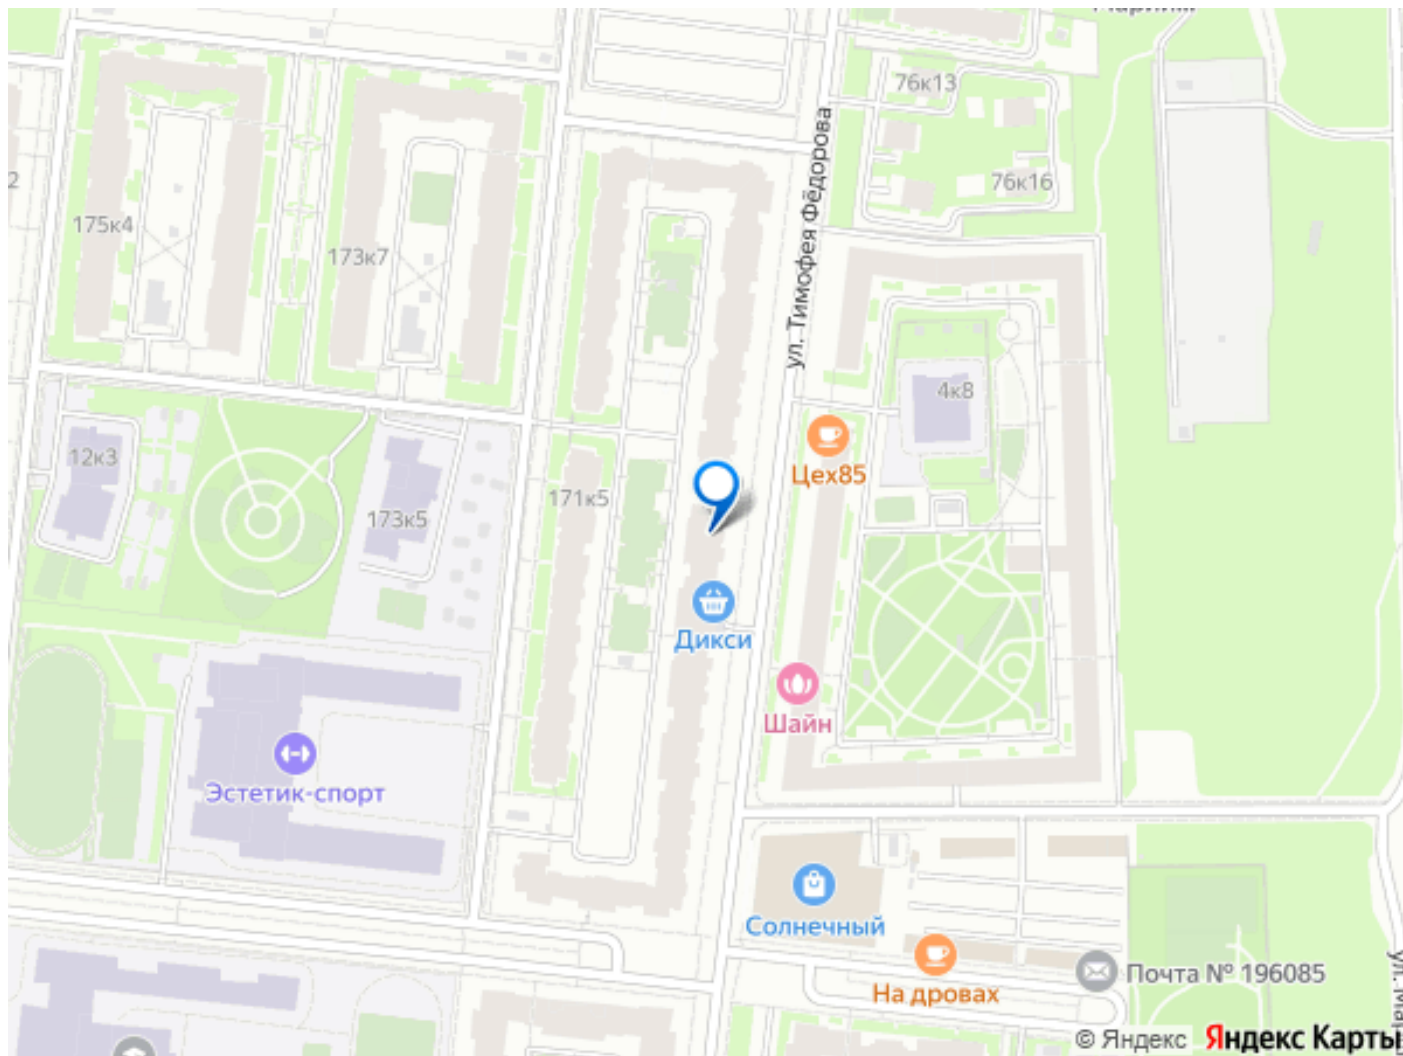 76к13
76к16
2
175к4
173к7
ул. Тимофея Фёдорова
4к8
12к3
Цех85
171к5
173к5
Дикси
Шайн
Эстетик-спорт
Солнечный
Почта № 196085
На дровах
© Яндекс Яндекс Карты